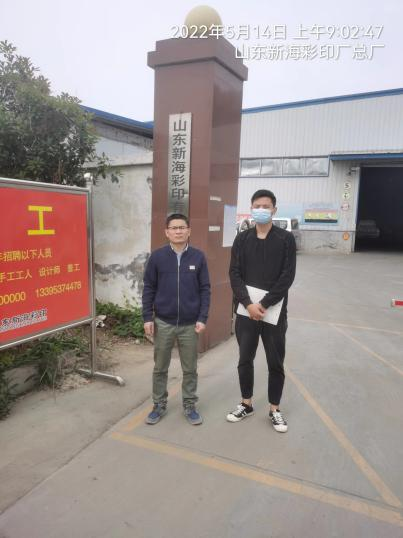 2022年5月14日 上午9:02:47
山东新海彩印厂总厂
山东新海彩印有
工
招聘以下人员
手工工人 设计师 普工
00000 13395374478